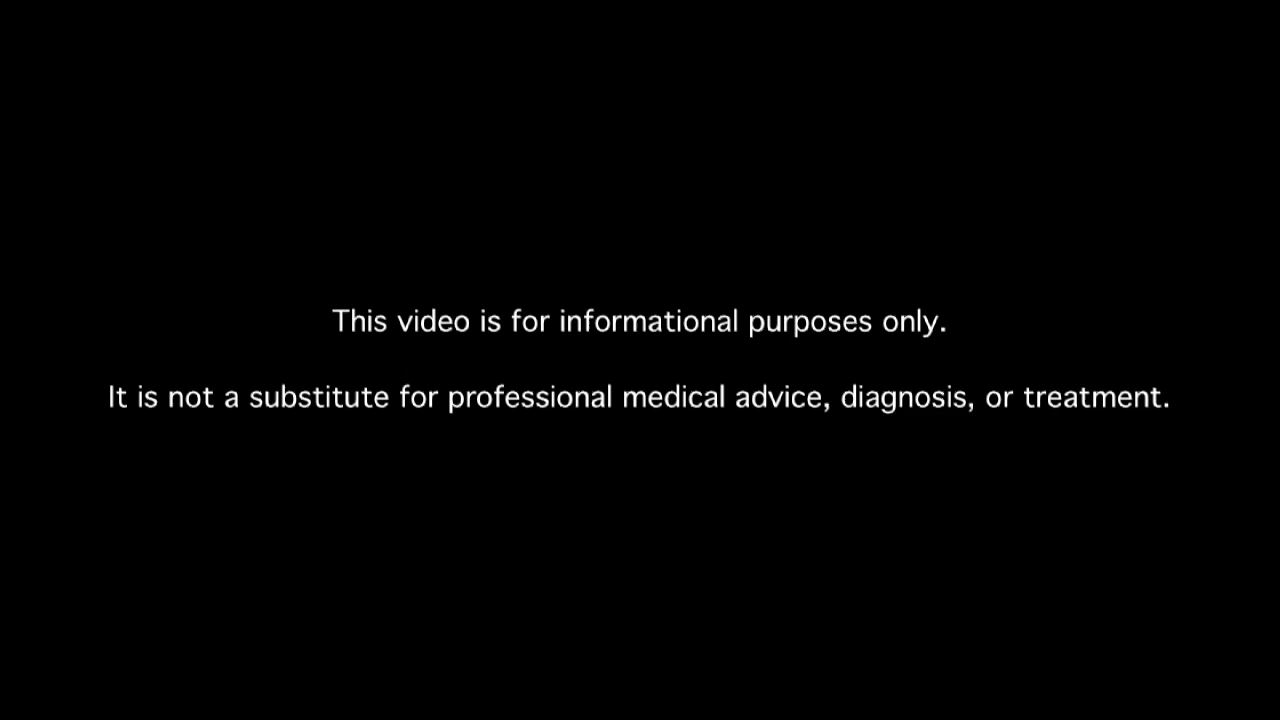 This video is for informational purposes only.
It is not a substitute for professional medical advice, diagnosis, or treatment.